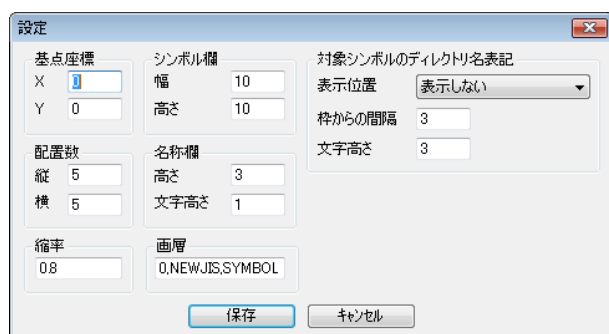 設定
基点座標
X 0
Y 0
シンボル欄
幅 10
高さ 10
対象シンボルのディレクトリ名表記
表示位置 表示しない
枠からの間隔 3
文字高さ 3
配置数
縦 5
横 5
名称欄
高さ 3
文字高さ 1
縮率
0.8
画層
0,NEWJIS,SYMBOL
保存
キャンセル